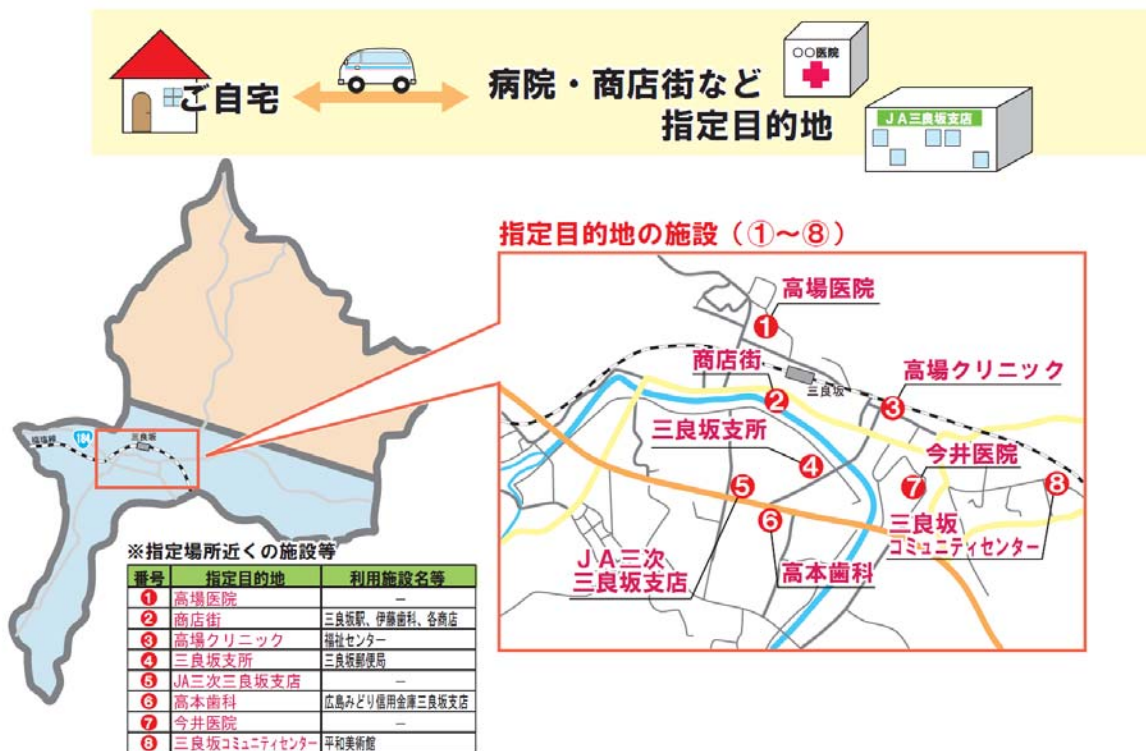 ご自宅
病院・商店街など
指定目的地
○○医院
JA三良坂支店
指定目的地の施設(①~⑧)
高場医院
1
商店街
2
三良坂
高場クリニック
3
三良坂支所
4
今井医院
7
8
5
6
三良坂
コミュニティセンター
JA三次
三良坂支店
高本歯科
福塩線
184
三良坂
※指定場所近くの施設等
番号 指定目的地 利用施設名等
1 高場医院 −
2 商店街 三良坂駅、伊藤歯科、各商店
3 高場クリニック 福祉センター
4 三良坂支所 三良坂郵便局
5 JA三次三良坂支店 −
6 高本歯科 広島みどり信用金庫三良坂支店
7 今井医院 −
8 三良坂コミュニティセンター 平和美術館